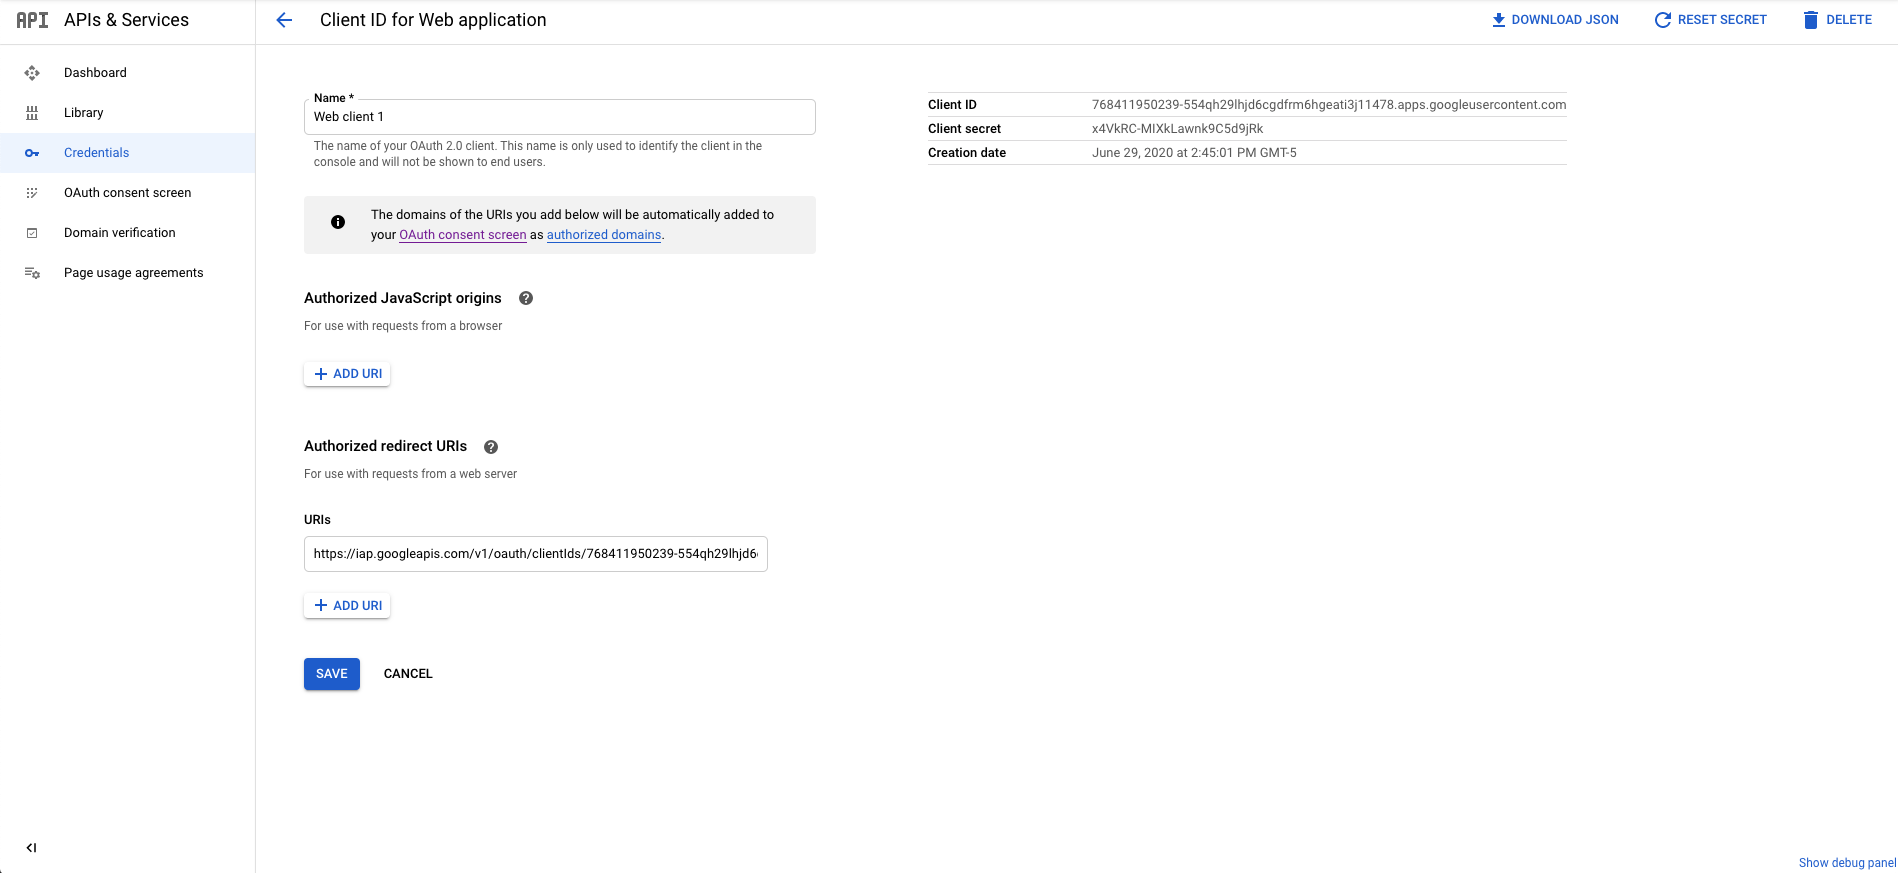 API APIs & Services
Client ID for Web application
DOWNLOAD JSON
RESET SECRET
DELETE
Dashboard
Library
Credentials
OAuth consent screen
Domain verification
Page usage agreements
Name *
Web client 1
The name of your OAuth 2.0 client. This name is only used to identify the client in the
console and will not be shown to end users.
The domains of the URIs you add below will be automatically added to
your OAuth consent screen as authorized domains.
Authorized JavaScript origins
For use with requests from a browser
ADD URI
Authorized redirect URIs
For use with requests from a web server
URIs
https://iap.googleapis.com/v1/oauth/clientIds/768411950239-554qh29lhjd6
ADD URI
SAVE
CANCEL
Client ID 768411950239-554qh29lhjd6cgdfrm6hgeati3j11478.apps.googleusercontent.com
Client secret x4VkRC-MIXkLawnk9C5d9jRk
Creation date June 29, 2020 at 2:45:01 PM GMT-5
Show debug panel